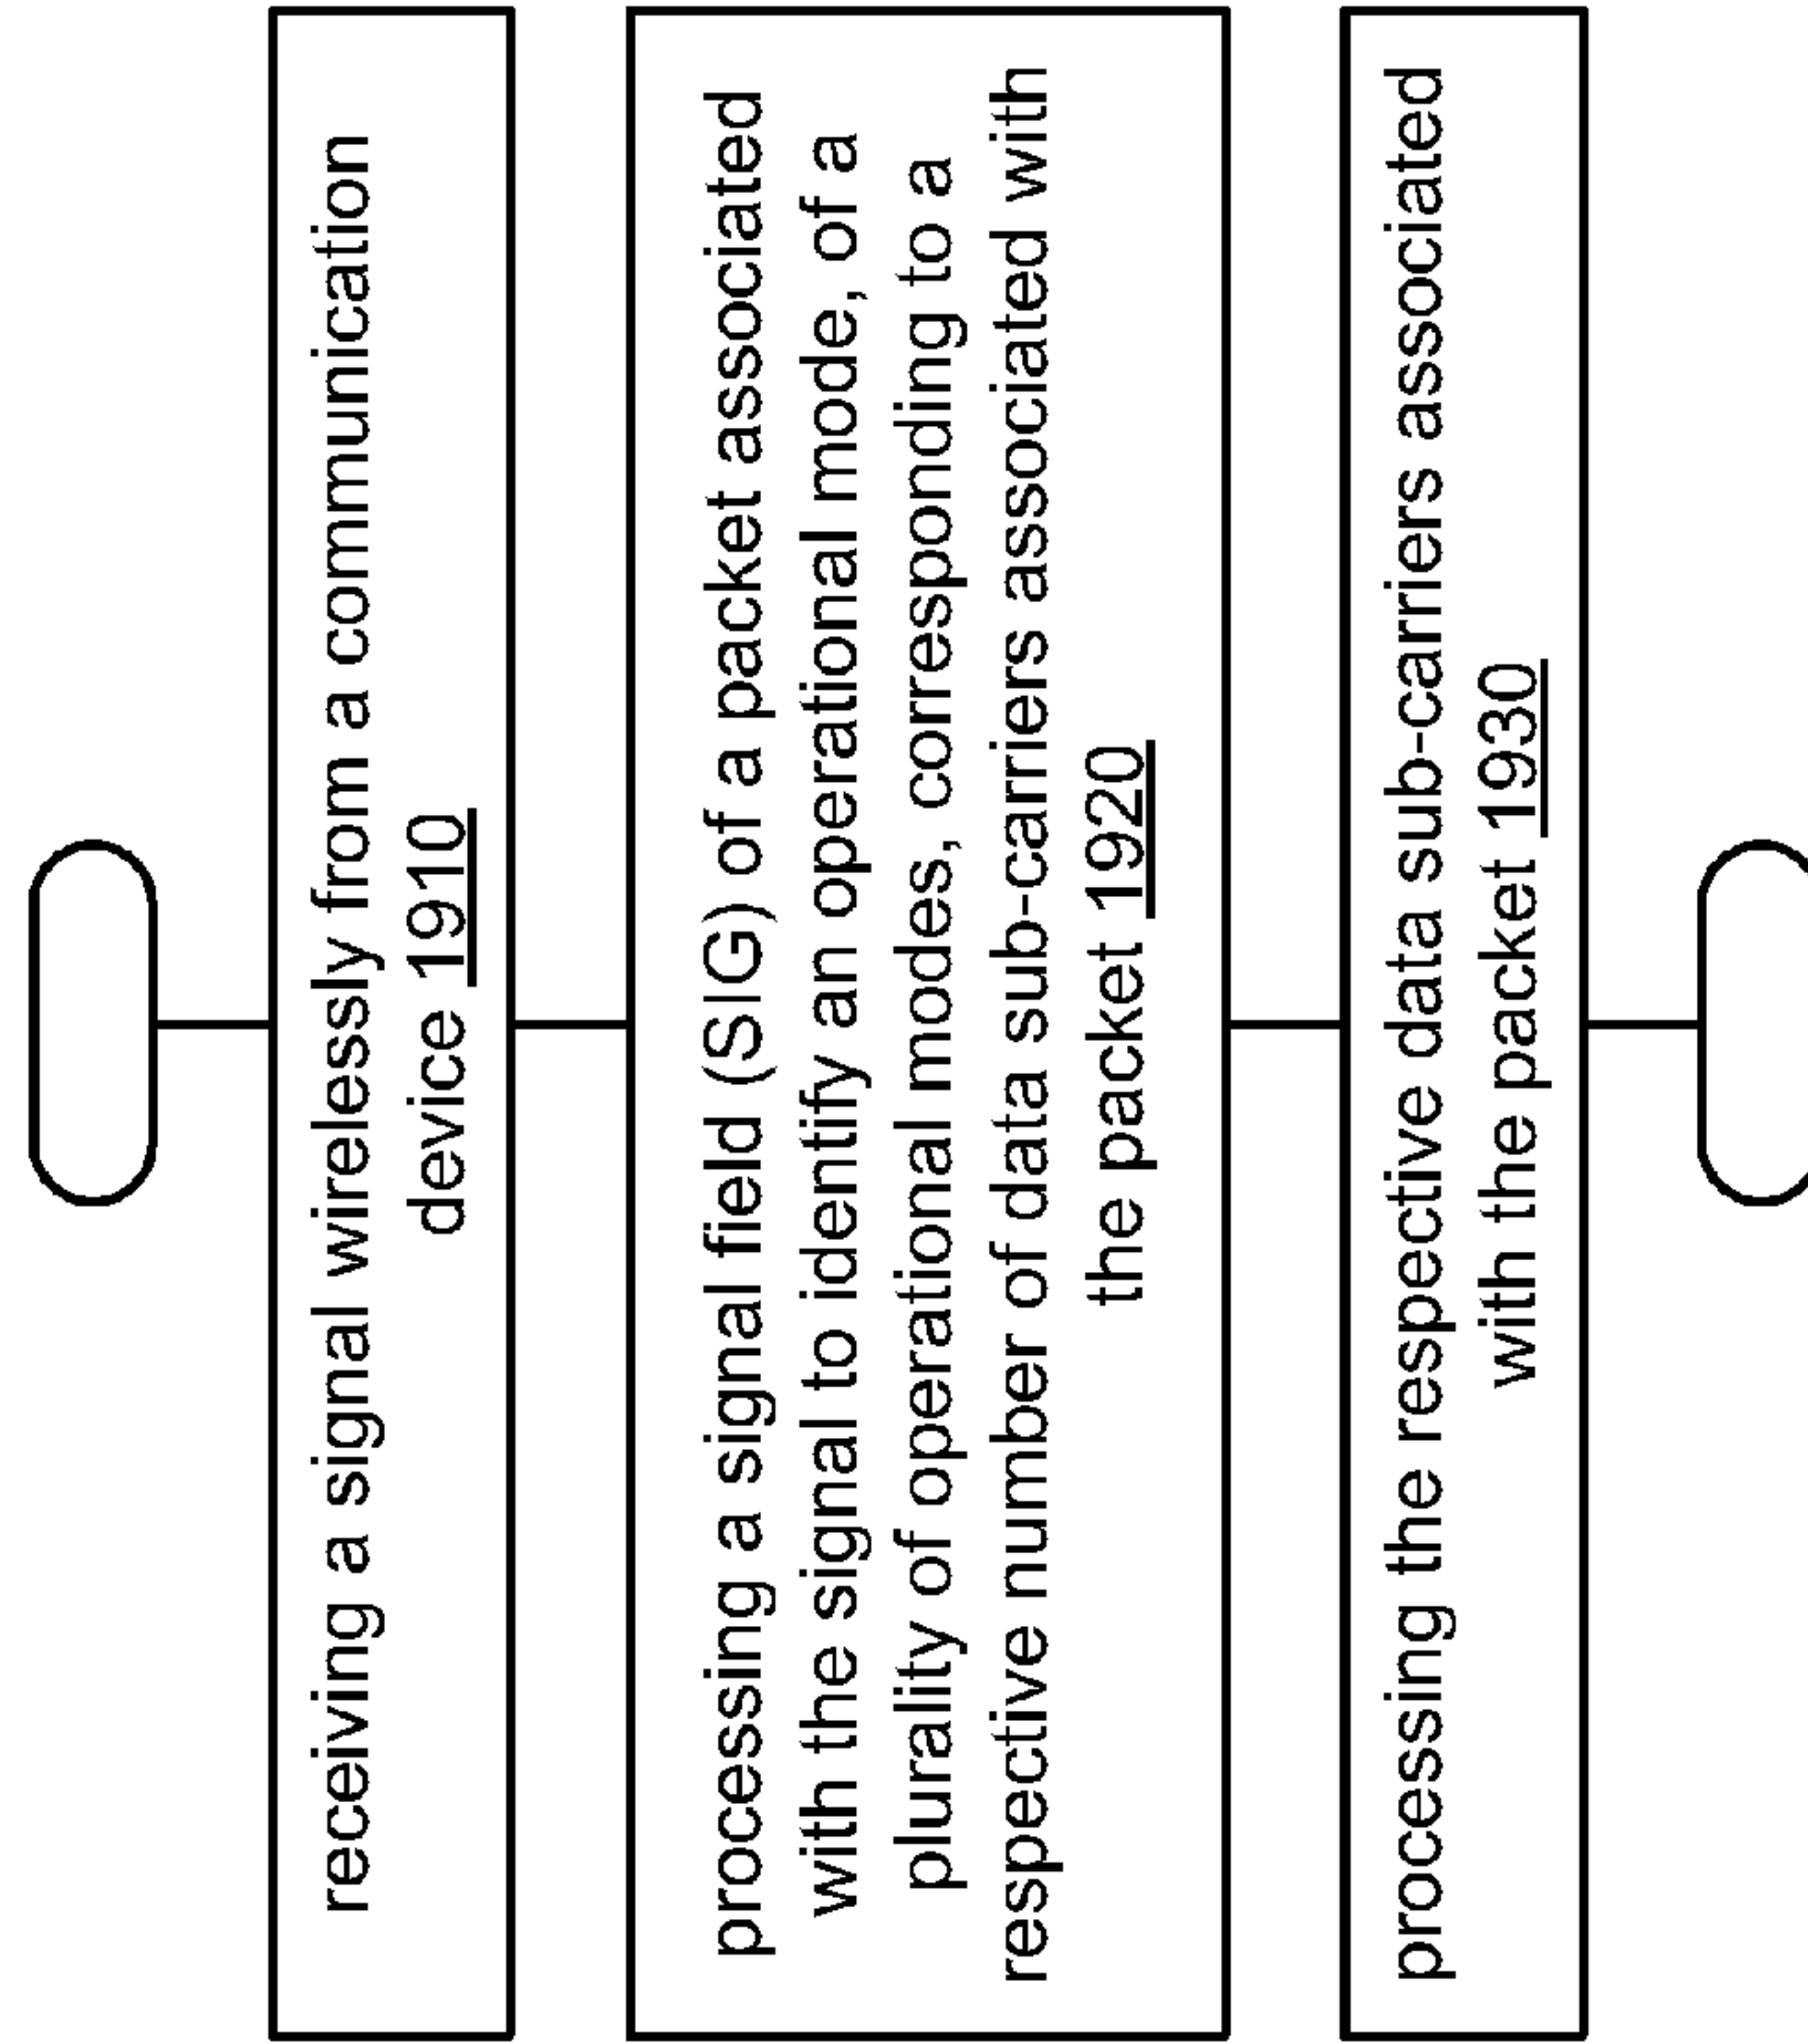 receiving a signal wirelessly from a communication
device 1910
processing a signal field (SIG) of a packet associated
with the signal to identify an operational mode, of a
plurality of operational modes, corresponding to a
respective number of data sub-carriers associated with
the packet 1920
processing the respective data sub-carriers associated
with the packet 1930